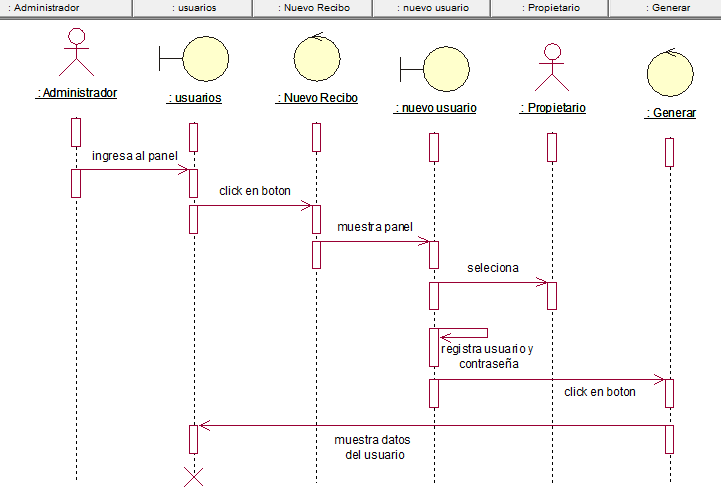 : Administrador
: usuarios
: Nuevo Recibo
: nuevo usuario
: Propietario
: Generar
: Administrador
: usuarios
: Nuevo Recibo
: nuevo usuario
: Propietario
: Generar
ingresa al panel
click en boton
muestra panel
seleciona
registra usuario y
contraseña
click en boton
muestra datos
del usuario